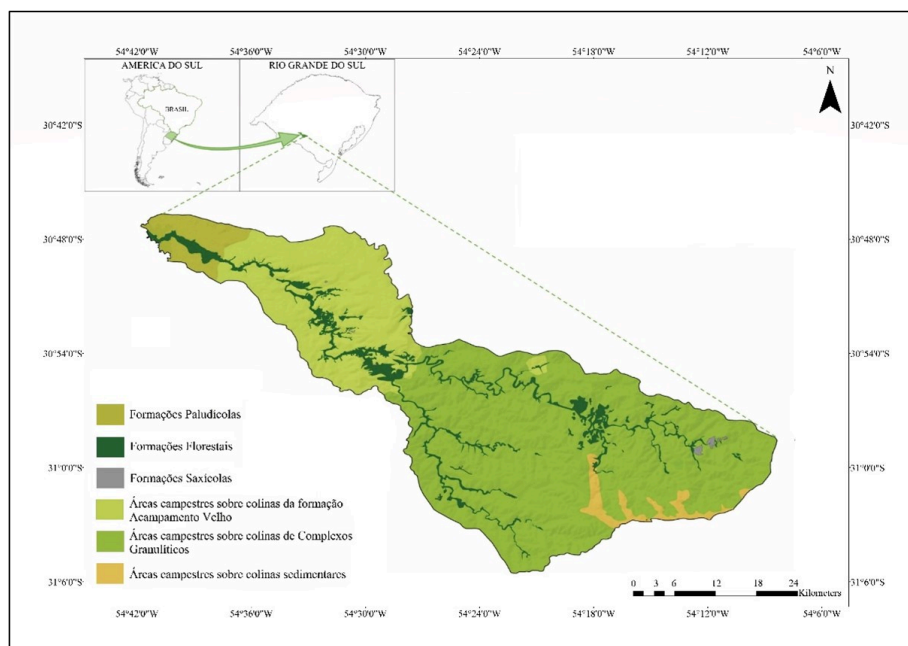 54°42'0"W 54°36'0"W 54°30'0"W 54°24'0"W 54°18'0"W 54°12'0"W 54°6'0"W
AMERICA DO SUL
RIO GRANDE DO SUL
BRASIL
N
30°42'0"S 30°42'0"S
30°48'0"S 30°48'0"S
30°54'0"S 30°54'0"S
31°0'0"S 31°0'0"S
31°6'0"S 31°6'0"S
Formações Paludicolas
Formações Florestais
Formações Saxícolas
Áreas campestres sobre colinas da formação
Acampamento Velho
Áreas campestres sobre colinas de Complexos
Granulíticos
Áreas campestres sobre colinas sedimentares
0 3 6 12 18 24
Kilometers
54°42'0"W 54°36'0"W 54°30'0"W 54°24'0"W 54°18'0"W 54°12'0"W 54°6'0"W